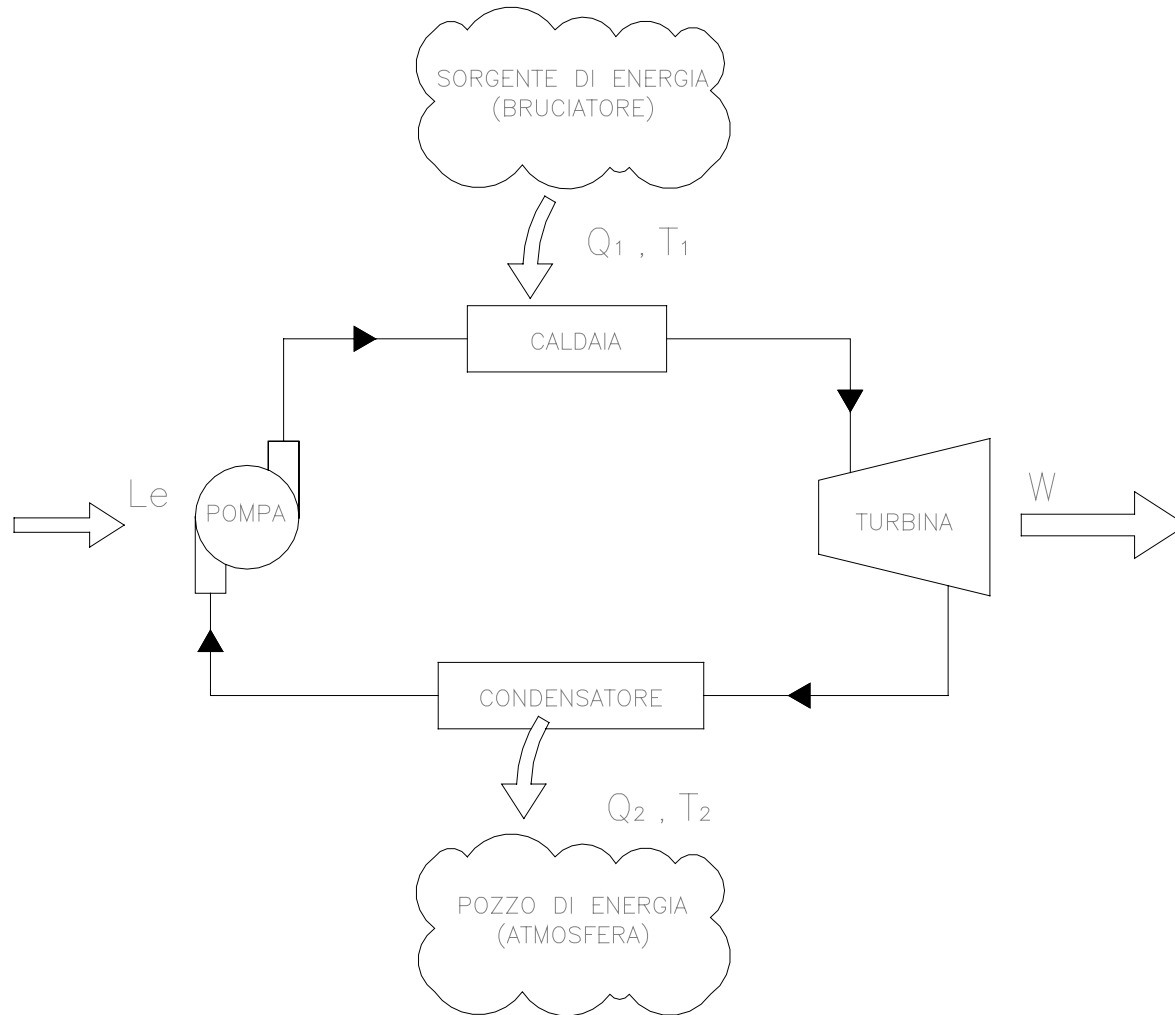 SORGENTE DI ENERGIA
(BRUCIATORE)
Q₁ , T₁
CALDAIA
Le
POMPA
TURBINA
W
CONDENSATORE
Q₂ , T₂
POZZO DI ENERGIA
(ATMOSFERA)